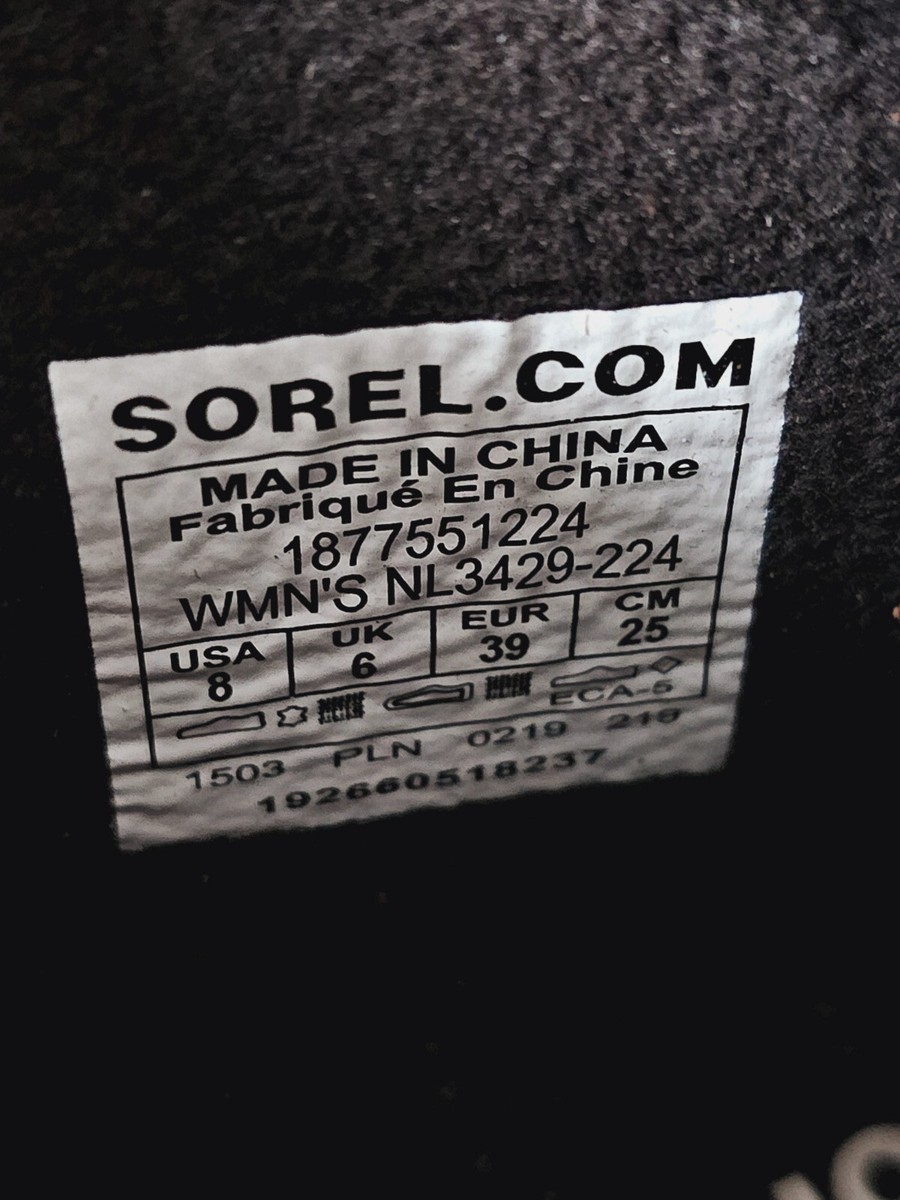 SOREL.COM
MADE IN CHINA
Fabriqué En Chine
1877551224
WMN'S NL3429-224
USA UK EUR CM
8 6 39 25
ECA-5
1503 PLN 0219
192660518237